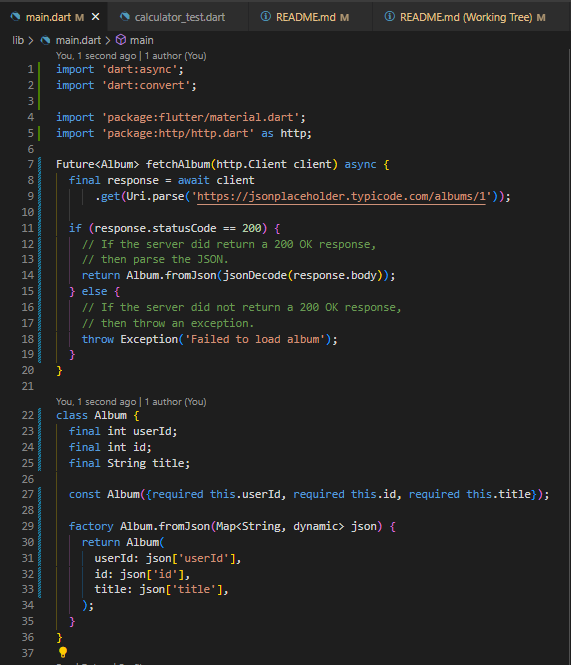 main.dart M × calculator_test.dart README.md M README.md (Working Tree) M
lib > main.dart > main
You, 1 second ago | 1 author (You)
1 import 'dart:async';
2 import 'dart:convert';
3
4 import 'package:flutter/material.dart';
5 import 'package:http/http.dart' as http;
6
7 Future<Album> fetchAlbum(http.Client client) async {
8   final response = await client
9       .get(Uri.parse('https://jsonplaceholder.typicode.com/albums/1'));
10
11   if (response.statusCode == 200) {
12     // If the server did return a 200 OK response,
13     // then parse the JSON.
14     return Album.fromJson(jsonDecode(response.body));
15   } else {
16     // If the server did not return a 200 OK response,
17     // then throw an exception.
18     throw Exception('Failed to load album');
19   }
20 }
21
You, 1 second ago | 1 author (You)
22 class Album {
23   final int userId;
24   final int id;
25   final String title;
26
27   const Album({required this.userId, required this.id, required this.title});
28
29   factory Album.fromJson(Map<String, dynamic> json) {
30     return Album(
31       userId: json['userId'],
32       id: json['id'],
33       title: json['title'],
34     );
35   }
36 }
37